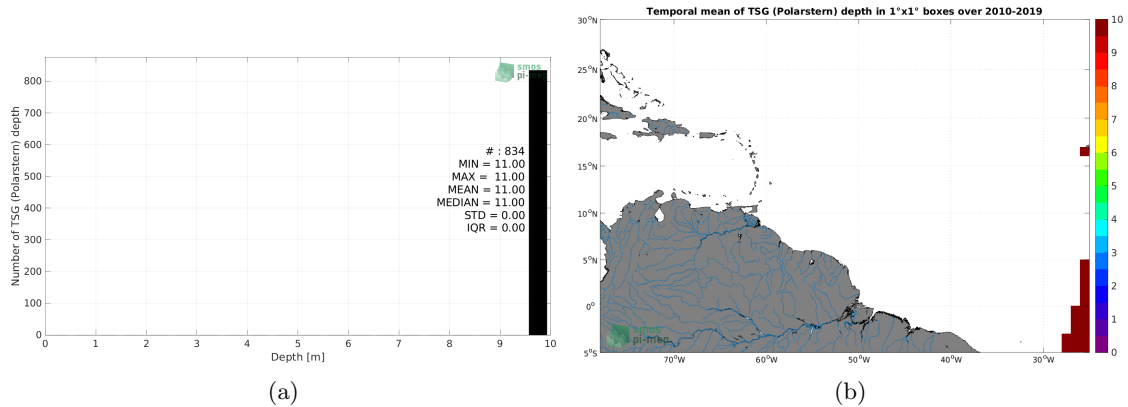 smos
pi-mep
Number of TSG (Polarstern) depth
800
700
600
500
400
300
200
100
0
# : 834
MIN = 11.00
MAX = 11.00
MEAN = 11.00
MEDIAN = 11.00
STD = 0.00
IQR = 0.00
0 1 2 3 4 5 6 7 8 9 10
Depth [m]
(a)
Temporal mean of TSG (Polarstern) depth in 1°x1° boxes over 2010-2019
30°N
25°N
20°N
15°N
10°N
5°N
0°
5°S
70°W 60°W 50°W 40°W 30°W
smos
pi-mep
10
9
8
7
6
5
4
3
2
1
0
(b)